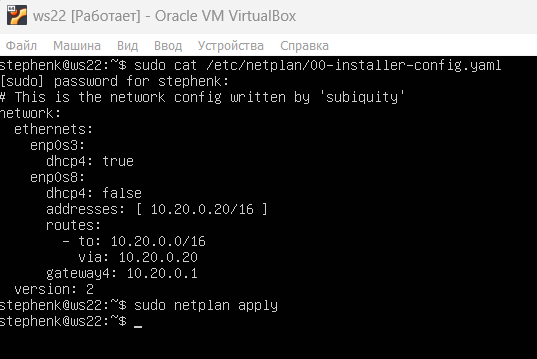 ws22 [Работает] - Oracle VM VirtualBox
Файл Машина Вид Ввод Устройства Справка
stephenk@ws22:~$ sudo cat /etc/netplan/00-installer-config.yaml
[sudo] password for stephenk:
# This is the network config written by 'subiquity'
network:
  ethernets:
    enp0s3:
      dhcp4: true
    enp0s8:
      dhcp4: false
      addresses: [ 10.20.0.20/16 ]
      routes:
        - to: 10.20.0.0/16
          via: 10.20.0.20
      gateway4: 10.20.0.1
  version: 2
stephenk@ws22:~$ sudo netplan apply
stephenk@ws22:~$ _